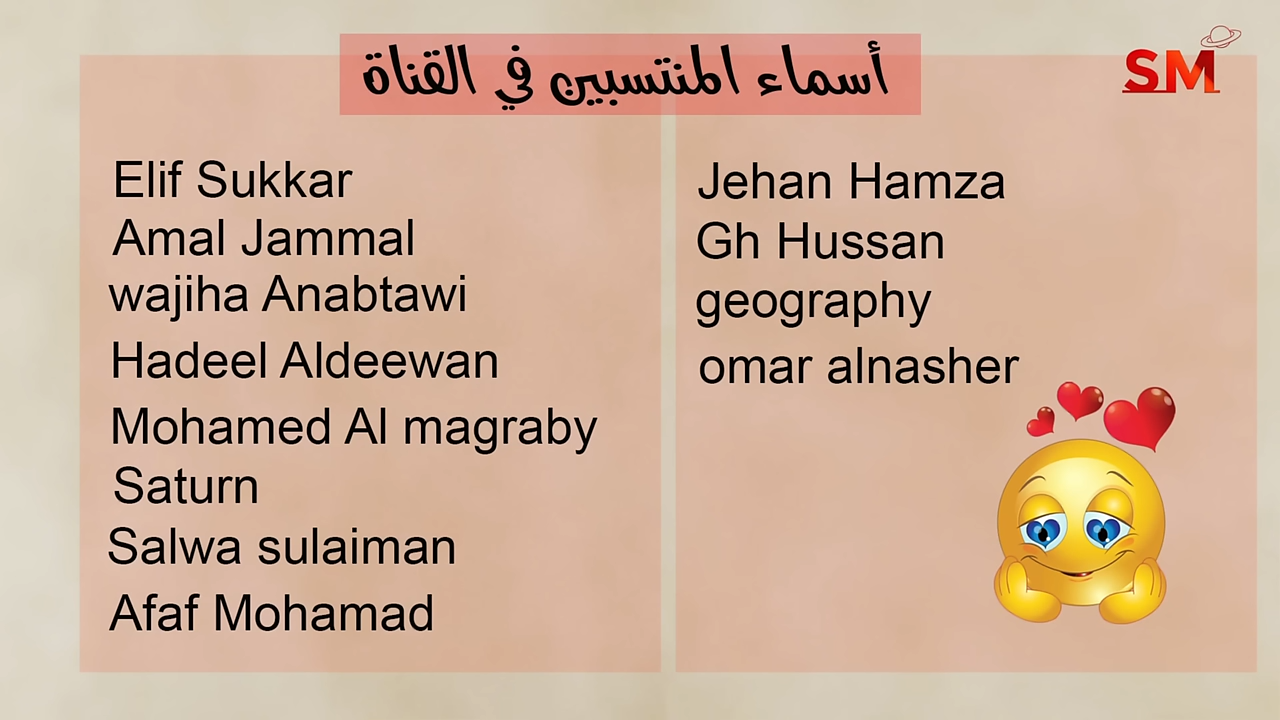 أسماء المنتسبين في القناة
SM
Elif Sukkar
Amal Jammal
wajiha Anabtawi
Hadeel Aldeewan
Mohamed Al magraby
Saturn
Salwa sulaiman
Afaf Mohamad
Jehan Hamza
Gh Hussan
geography
omar alnasher